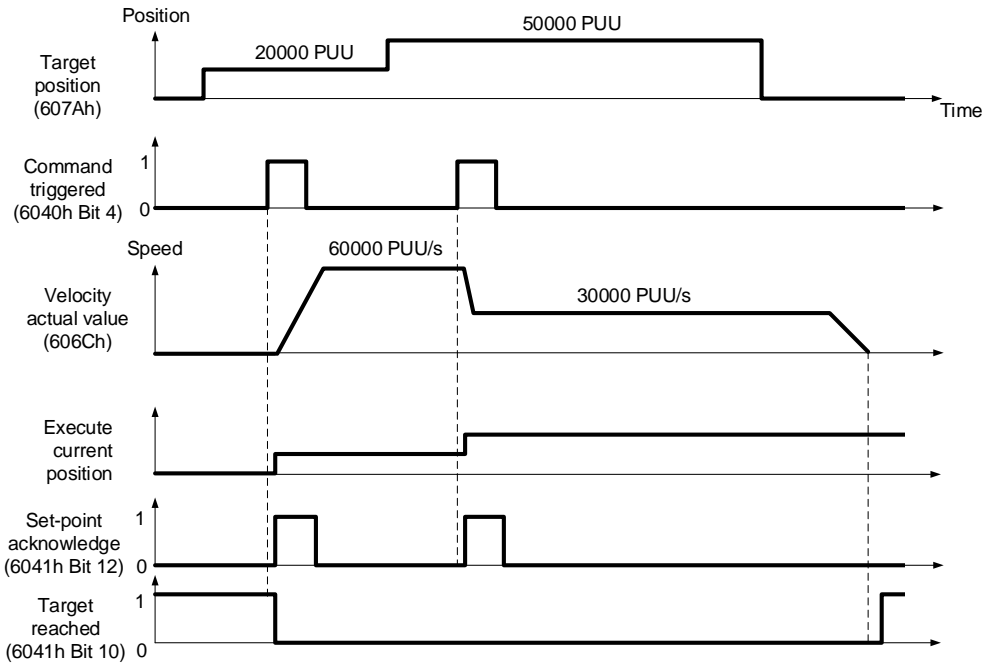 Position
50000 PUU
20000 PUU
Target
position
(607Ah)
Time
Command
triggered
(6040h Bit 4)
1
0
Speed
60000 PUU/s
Velocity
actual value
(606Ch)
30000 PUU/s
Execute
current
position
Set-point
acknowledge
(6041h Bit 12)
1
0
Target
reached
(6041h Bit 10)
1
0